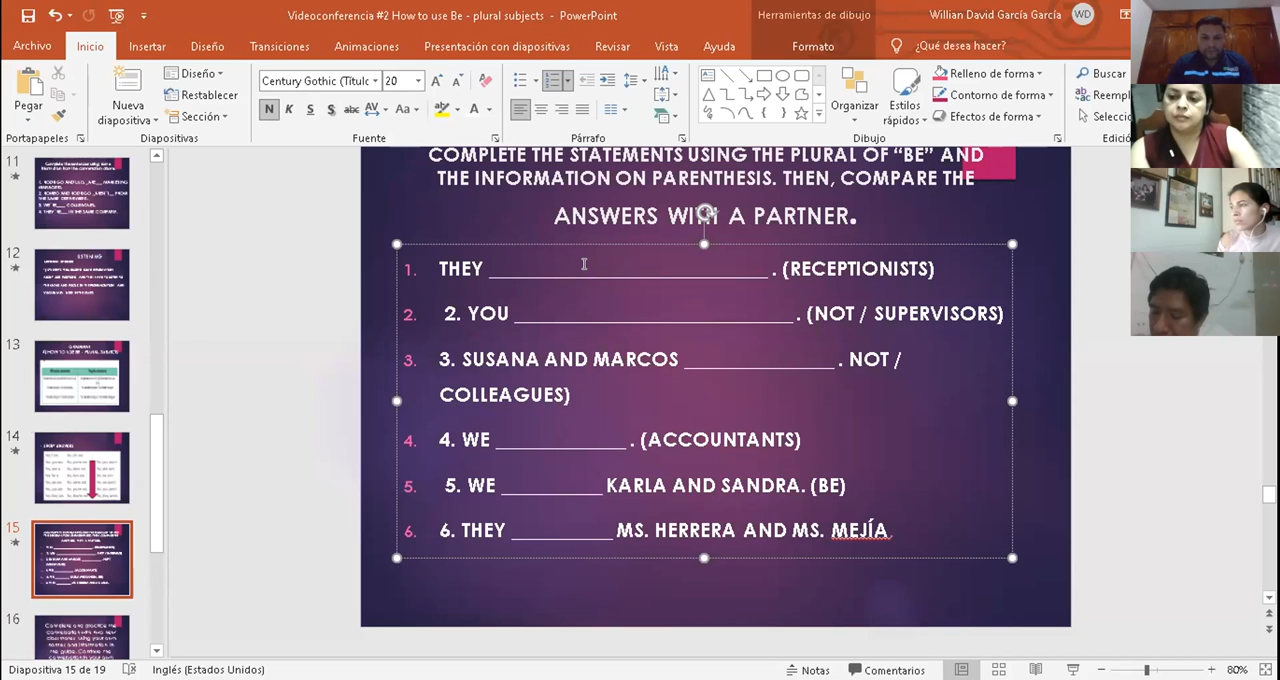 Videoconferencia #2 How to use Be - plural subjects - PowerPoint
Herramientas de dibujo
Willian David García García
WD
Archivo
Inicio
Insertar
Diseño
Transiciones
Animaciones
Presentación con diapositivas
Revisar
Vista
Ayuda
Formato
¿Qué desea hacer?
Pegar
Nueva diapositiva
Diseño
Restablecer
Sección
Century Gothic (Títulc
20
N K S S abc AV Aa A
Organizar
Estilos rápidos
Relleno de forma
Contorno de forma
Efectos de forma
Buscar
Reempl
Selecci
Portapapeles
Diapositivas
Fuente
Párrafo
Dibujo
Edició
11
12
13
14
15
16
COMPLETE THE STATEMENTS USING THE PLURAL OF “BE” AND
THE INFORMATION ON PARENTHESIS. THEN, COMPARE THE
ANSWERS WITH A PARTNER.
1. THEY ____________________________ . (RECEPTIONISTS)
2. 2. YOU ____________________________ . (NOT / SUPERVISORS)
3. 3. SUSANA AND MARCOS _______________ . NOT /
COLLEAGUES)
4. 4. WE _____________ . (ACCOUNTANTS)
5. 5. WE __________ KARLA AND SANDRA. (BE)
6. 6. THEY __________ MS. HERRERA AND MS. MEJÍA.
Diapositiva 15 de 19
Inglés (Estados Unidos)
Notas
Comentarios
80%